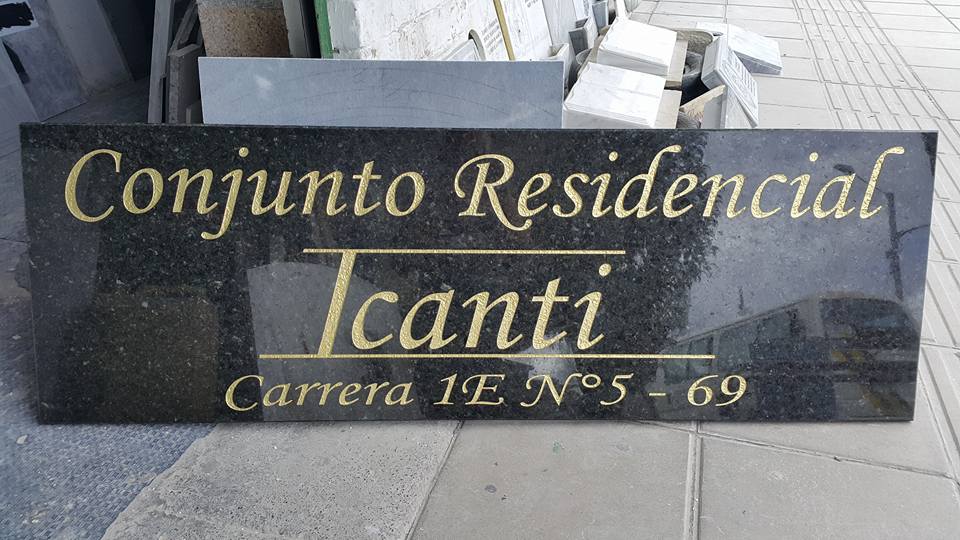 Conjunto Residencial
Icanti
Carrera 1E N°5 - 69